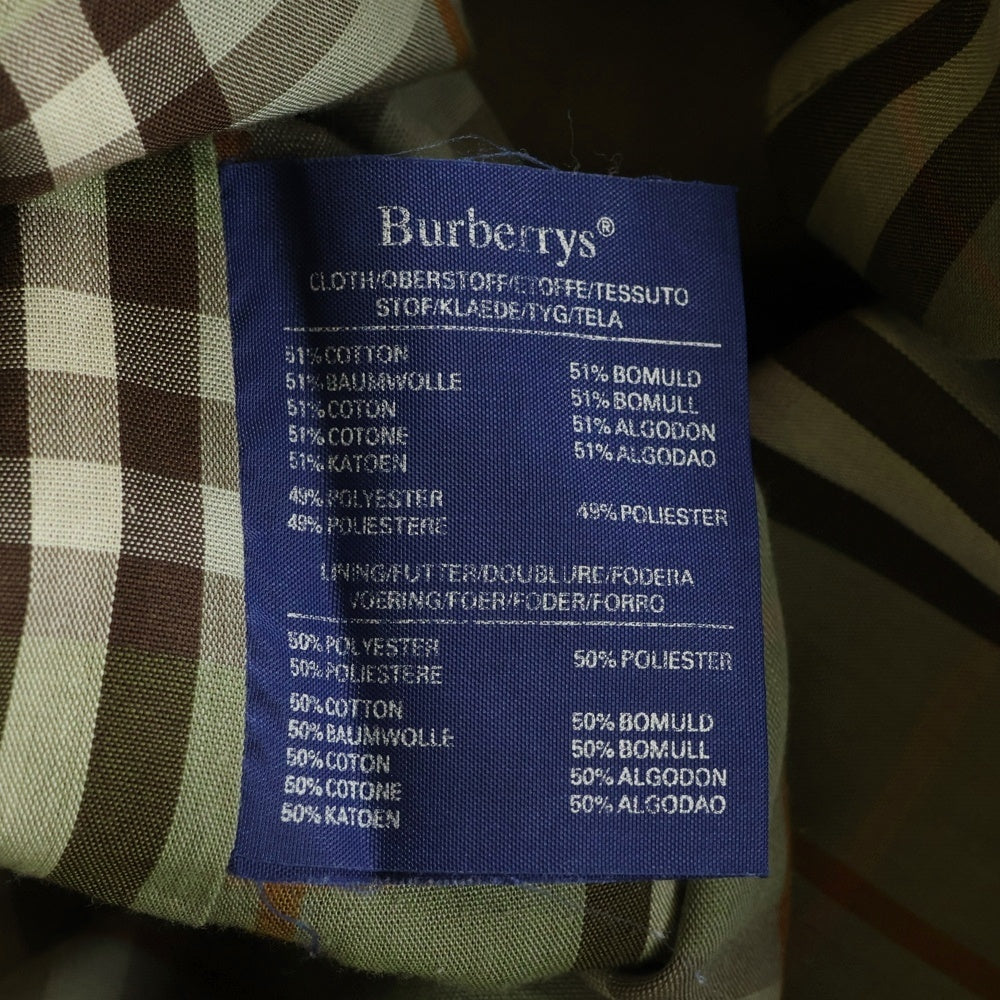 Burberrys®
CLOTH/OBERSTOFF/ETOFFE/TESSUTO
STOF/KLAEDE/TYG/TELA
51% COTTON
51% BAUMWOLLE
51% COTON
51% COTONE
51% KATOEN
51% BOMULD
51% BOMULL
51% ALGODON
51% ALGODAO
49% POLYESTER
49% POLIESTERE
49% POLIESTER
LINING/FUTTER/DOUBLURE/FODERA
VOERING/FOER/FODER/FORRO
50% POLYESTER
50% POLIESTERE
50% POLIESTER
50% COTTON
50% BAUMWOLLE
50% COTON
50% COTONE
50% KATOEN
50% BOMULD
50% BOMULL
50% ALGODON
50% ALGODAO